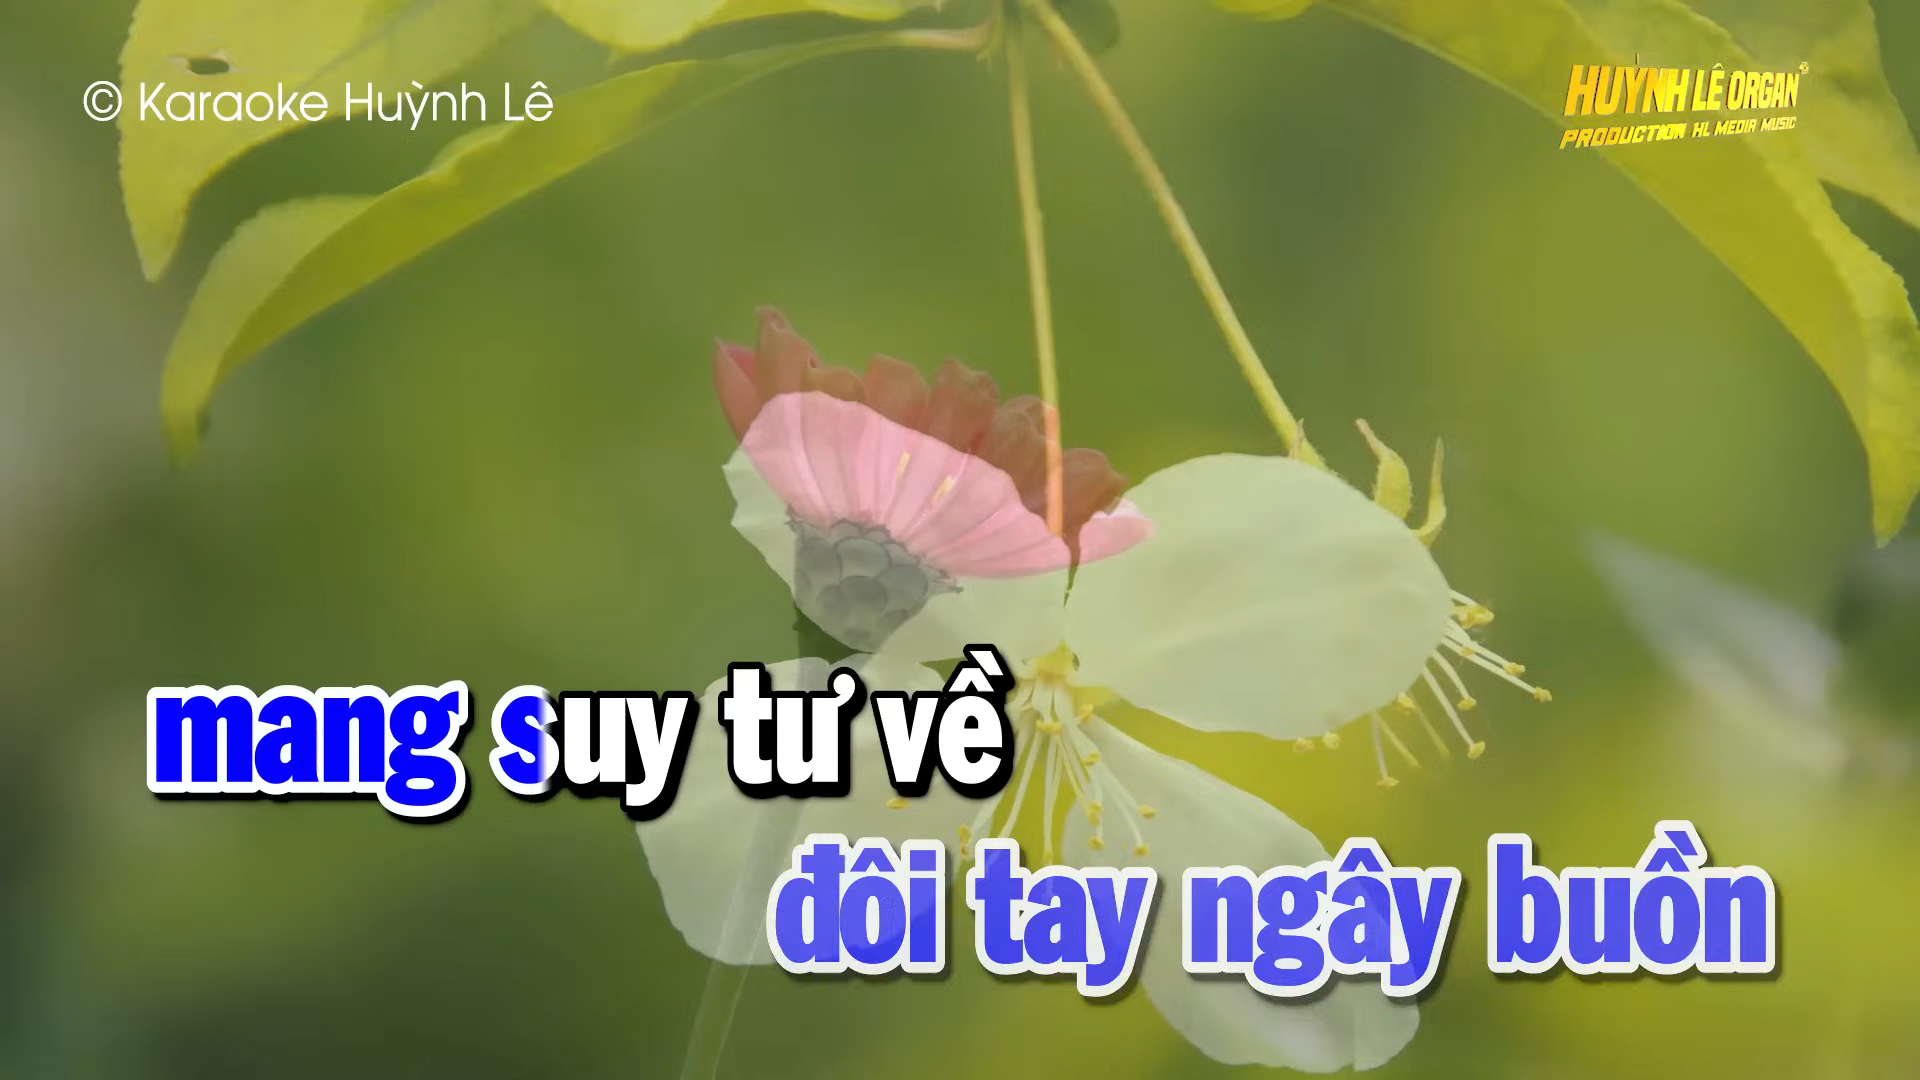 © Karaoke Huỳnh Lê
HUỲNH LÊ ORGAN
PRODUCTION HL MEDIA MUSIC
mang suy tư về
đôi tay ngây buồn